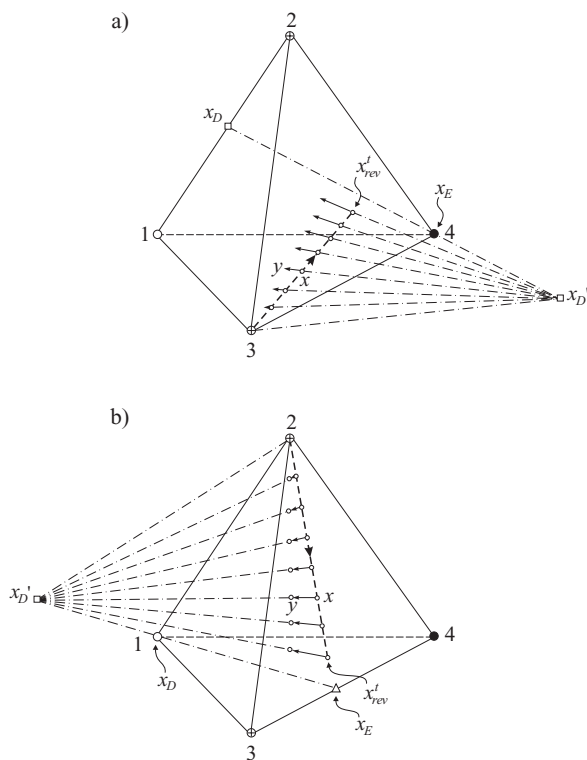 a)
2
x_D
x^t_rev
x_E
1
4
y
x
x_D'
3
b)
2
x_D'
y
x
1
4
x_D
x^t_rev
x_E
3